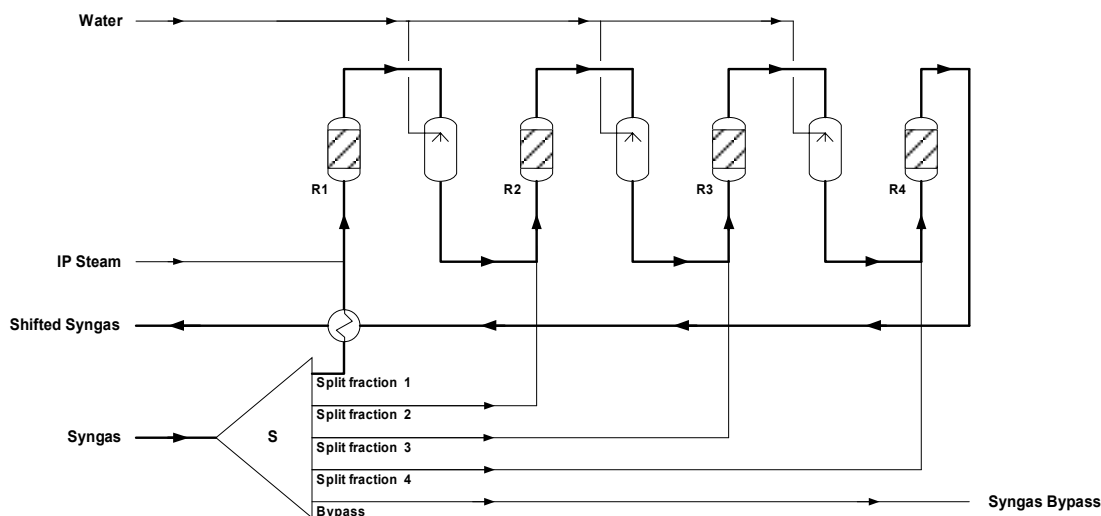 Water
R1
R2
R3
R4
IP Steam
Shifted Syngas
Split fraction 1
Split fraction 2
Syngas
S
Split fraction 3
Split fraction 4
Bypass
Syngas Bypass